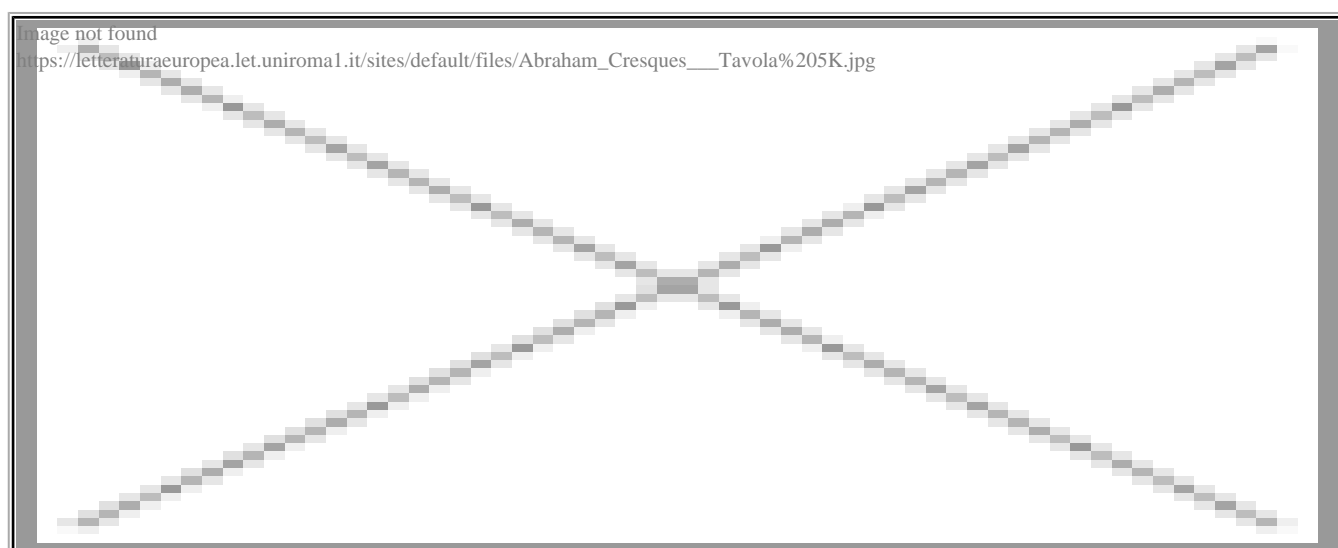 Image not found
https://letteraturaeuropea.let.uniroma1.it/sites/default/files/Abraham_Cresques___Tavola%205K.jpg